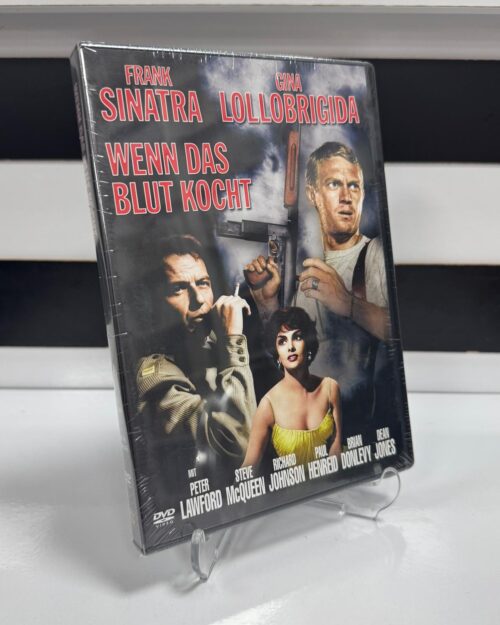 FRANK
SINATRA
GINA
LOLLOBRIGIDA
WENN DAS
BLUT KOCHT
MIT
PETER
LAWFORD
STEVE
McQUEEN
RICHARD
JOHNSON
PAUL
HENREID
BRIAN
DONLEVY
DEAN
JONES
DVD
VIDEO